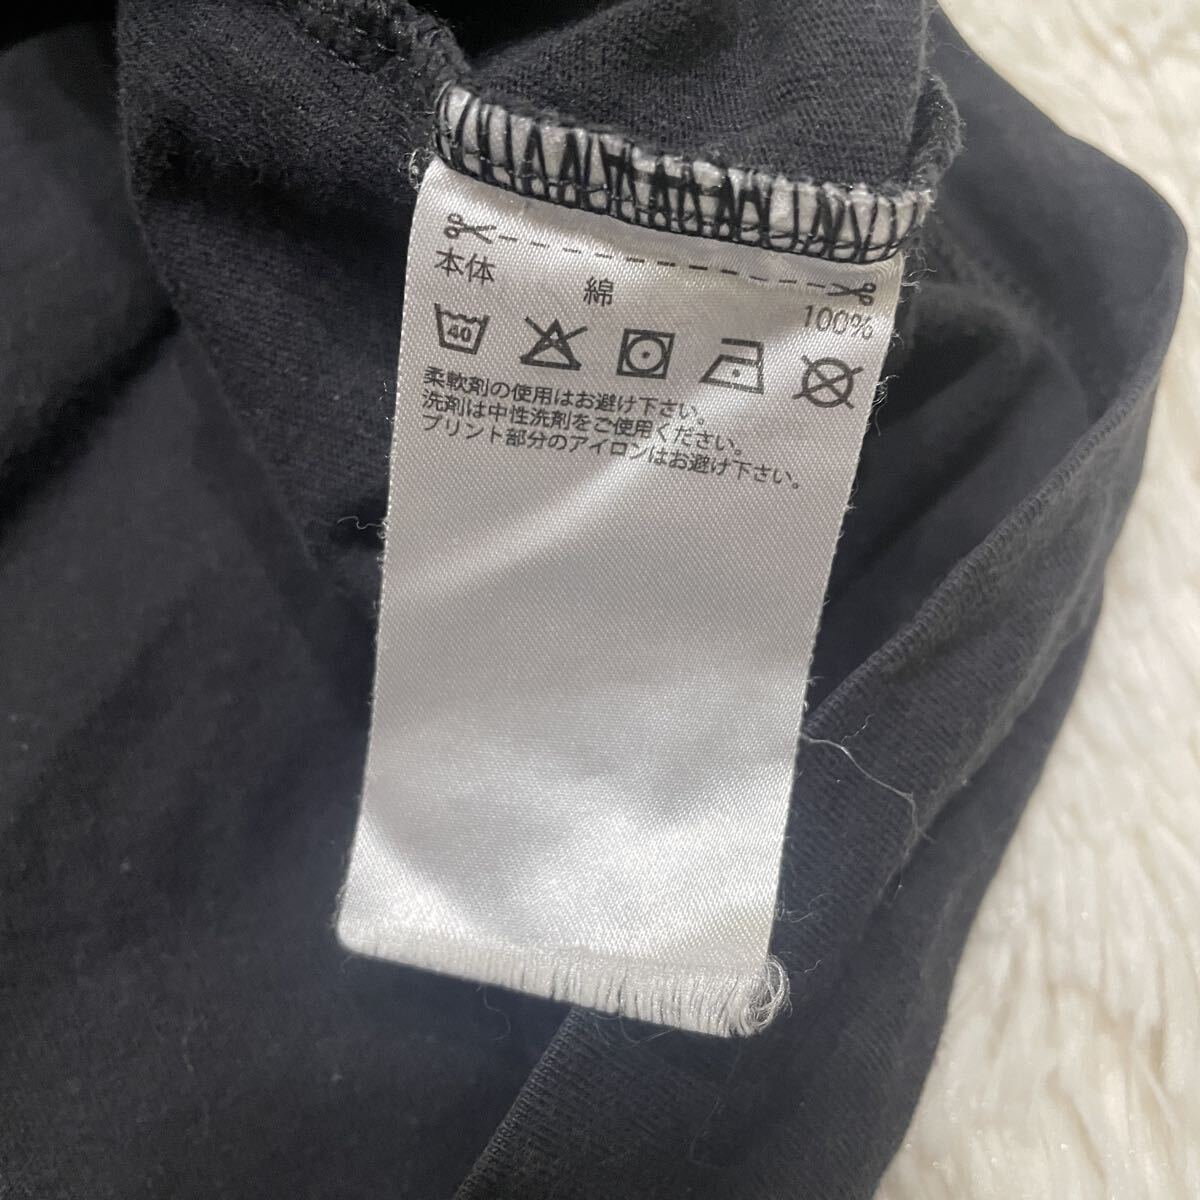 本体 綿 100%
40
柔軟剤の使用はお避け下さい。
洗剤は中性洗剤をご使用ください。
プリント部分のアイロンはお避け下さい。